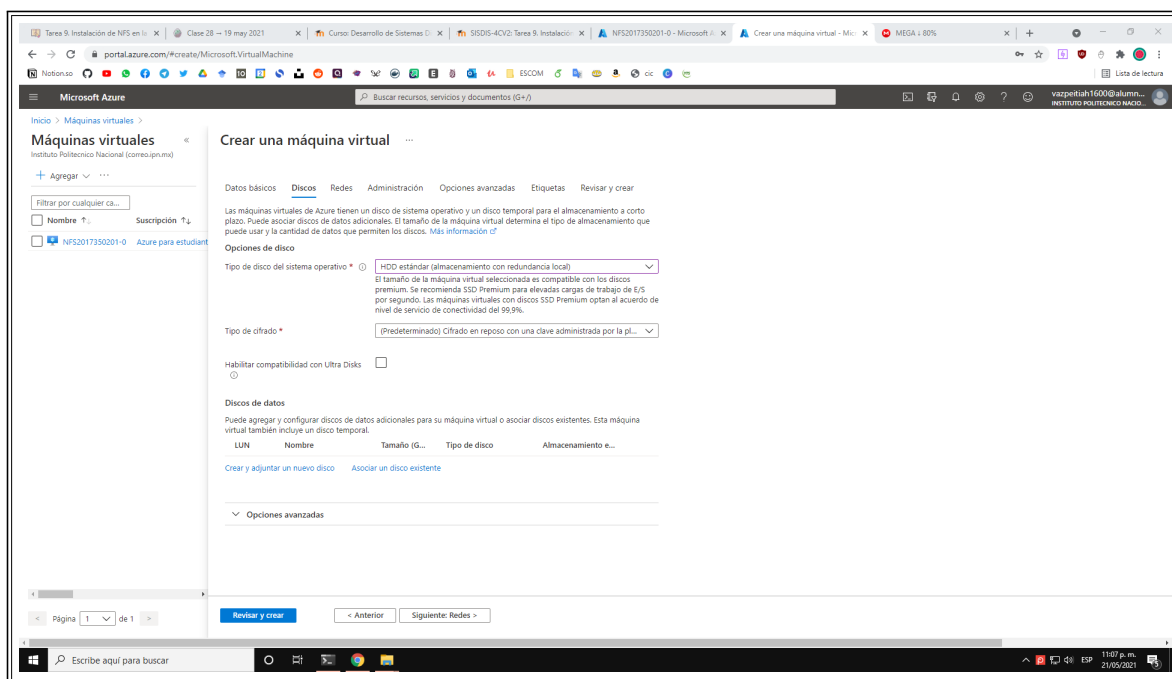 Tarea 9. Instalación de NFS en l
Clase 28 – 19 may 2021
Curso: Desarrollo de Sistemas D
SISDIS-4CV2: Tarea 9. Instalació
NFS2017350201-0 - Microsoft A
Crear una máquina virtual - Mic
MEGA ↓ 80%
portal.azure.com/#create/Microsoft.VirtualMachine
Notion.so
ESCOM
cic
Lista de lectura
Microsoft Azure
Buscar recursos, servicios y documentos (G+/)
vazpeitiah1600@alumn...
INSTITUTO POLITECNICO NACIO...
Inicio > Máquinas virtuales >
Máquinas virtuales «
Instituto Politecnico Nacional (correo.ipn.mx)
+ Agregar ...
Filtrar por cualquier ca...
Nombre ↑↓ Suscripción ↑↓
NFS2017350201-0 Azure para estudiant
< Página 1 de 1 >
Crear una máquina virtual ...
Datos básicos Discos Redes Administración Opciones avanzadas Etiquetas Revisar y crear
Las máquinas virtuales de Azure tienen un disco de sistema operativo y un disco temporal para el almacenamiento a corto
plazo. Puede asociar discos de datos adicionales. El tamaño de la máquina virtual determina el tipo de almacenamiento que
puede usar y la cantidad de datos que permiten los discos. Más información
Opciones de disco
Tipo de disco del sistema operativo * HDD estándar (almacenamiento con redundancia local)
El tamaño de la máquina virtual seleccionada es compatible con los discos
premium. Se recomienda SSD Premium para elevadas cargas de trabajo de E/S
por segundo. Las máquinas virtuales con discos SSD Premium optan al acuerdo de
nivel de servicio de conectividad del 99,9%.
Tipo de cifrado * (Predeterminado) Cifrado en reposo con una clave administrada por la pl...
Habilitar compatibilidad con Ultra Disks
Discos de datos
Puede agregar y configurar discos de datos adicionales para su máquina virtual o asociar discos existentes. Esta máquina
virtual también incluye un disco temporal.
LUN Nombre Tamaño (G... Tipo de disco Almacenamiento e...
Crear y adjuntar un nuevo disco Asociar un disco existente
Opciones avanzadas
Revisar y crear < Anterior Siguiente: Redes >
Escribe aquí para buscar
ESP
11:07 p. m.
21/05/2021